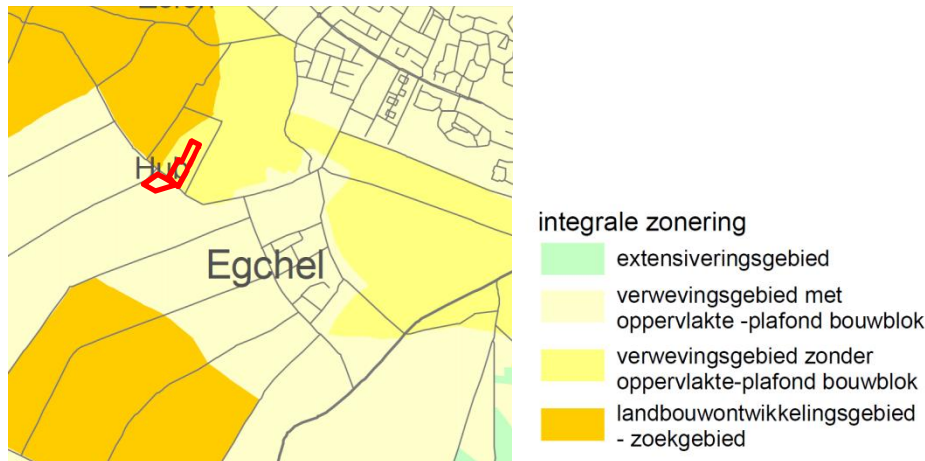 Hub
Egchel
integrale zonering
extensiveringsgebied
verwevingsgebied met
oppervlakte -plafond bouwblok
verwevingsgebied zonder
oppervlakte-plafond bouwblok
landbouwontwikkelingsgebied
- zoekgebied